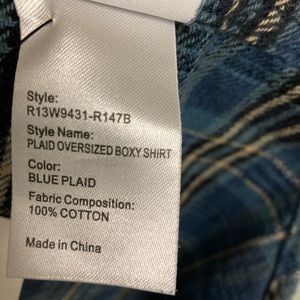 Style:
R13W9431-R147B
Style Name:
PLAID OVERSIZED BOXY SHIRT
Color:
BLUE PLAID
Fabric Composition:
100% COTTON
Made in China